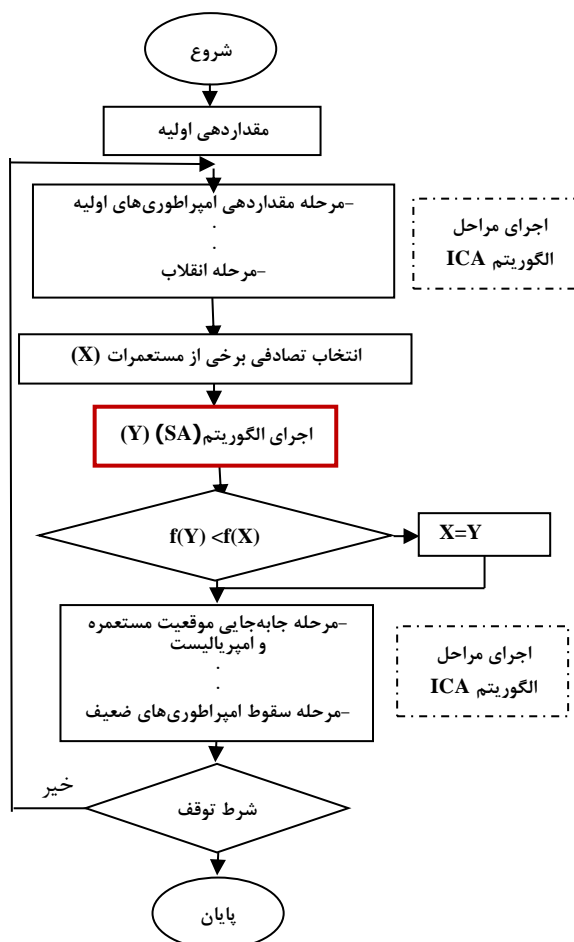 شروع
مقداردهی اولیه
-مرحله مقداردهی امپراطوری‌های اولیه
.
.
-مرحله انقلاب
اجرای مراحل
الگوریتم ICA
انتخاب تصادفی برخی از مستعمرات (X)
اجرای الگوریتم(SA) (Y)
f(Y) <f(X)
X=Y
-مرحله جابه‌جایی موقعیت مستعمره
و امپریالیست
.
.
-مرحله سقوط امپراطوری‌های ضعیف
اجرای مراحل
الگوریتم ICA
خیر
شرط توقف
پایان